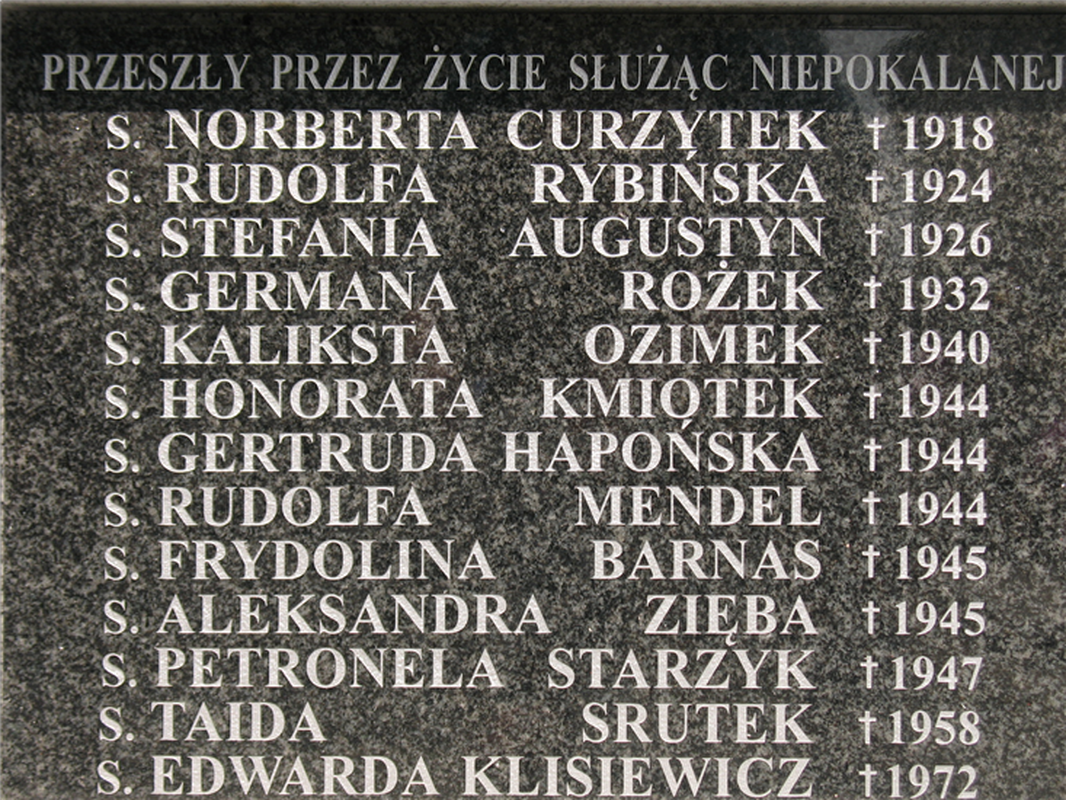 PRZESZŁY PRZEZ ŻYCIE SŁUŻĄC NIEPOKALANEJ
S. NORBERTA CURZYTEK † 1918
S. RUDOLFA RYBIŃSKA † 1924
S. STEFANIA AUGUSTYN † 1926
S. GERMANA ROŻEK † 1932
S. KALIKSTA OZIMEK † 1940
S. HONORATA KMIOTEK † 1944
S. GERTRUDA HAPOŃSKA † 1944
S. RUDOLFA MENDEL † 1944
S. FRYDOLINA BARNAS † 1945
S. ALEKSANDRA ZIĘBA † 1945
S. PETRONELA STARZYK † 1947
S. TAIDA SRUTEK † 1958
S. EDWARDA KLISIEWICZ † 1972